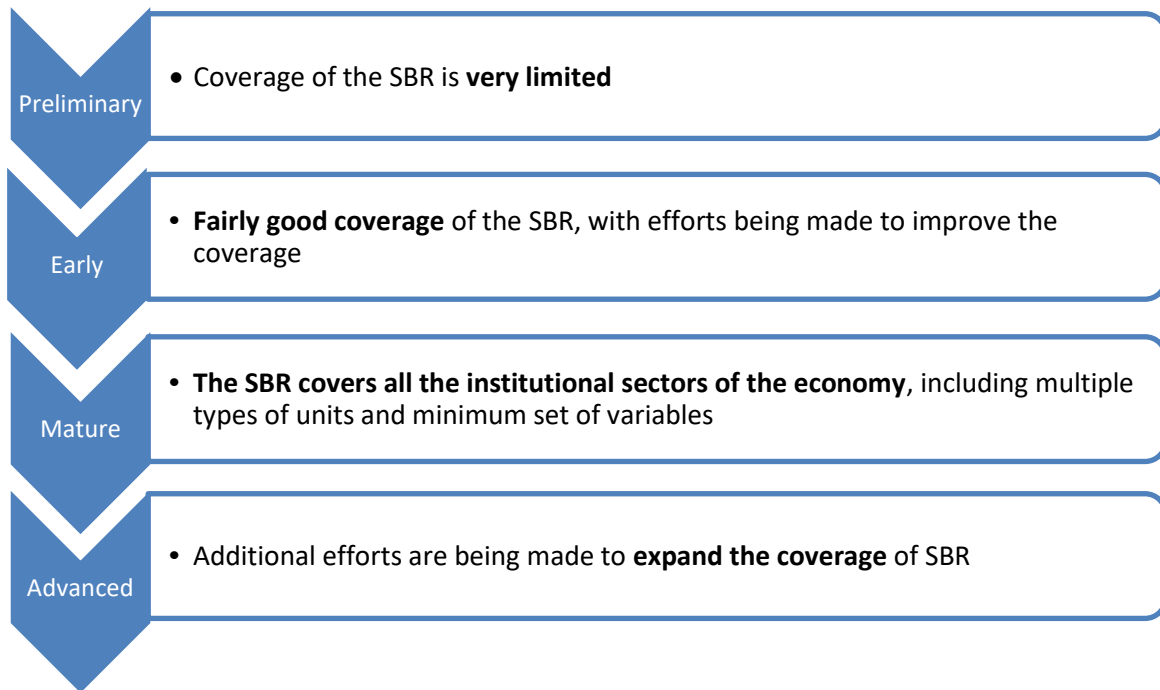 Preliminary
• Coverage of the SBR is very limited
Early
• Fairly good coverage of the SBR, with efforts being made to improve the
coverage
Mature
• The SBR covers all the institutional sectors of the economy, including multiple
types of units and minimum set of variables
Advanced
• Additional efforts are being made to expand the coverage of SBR